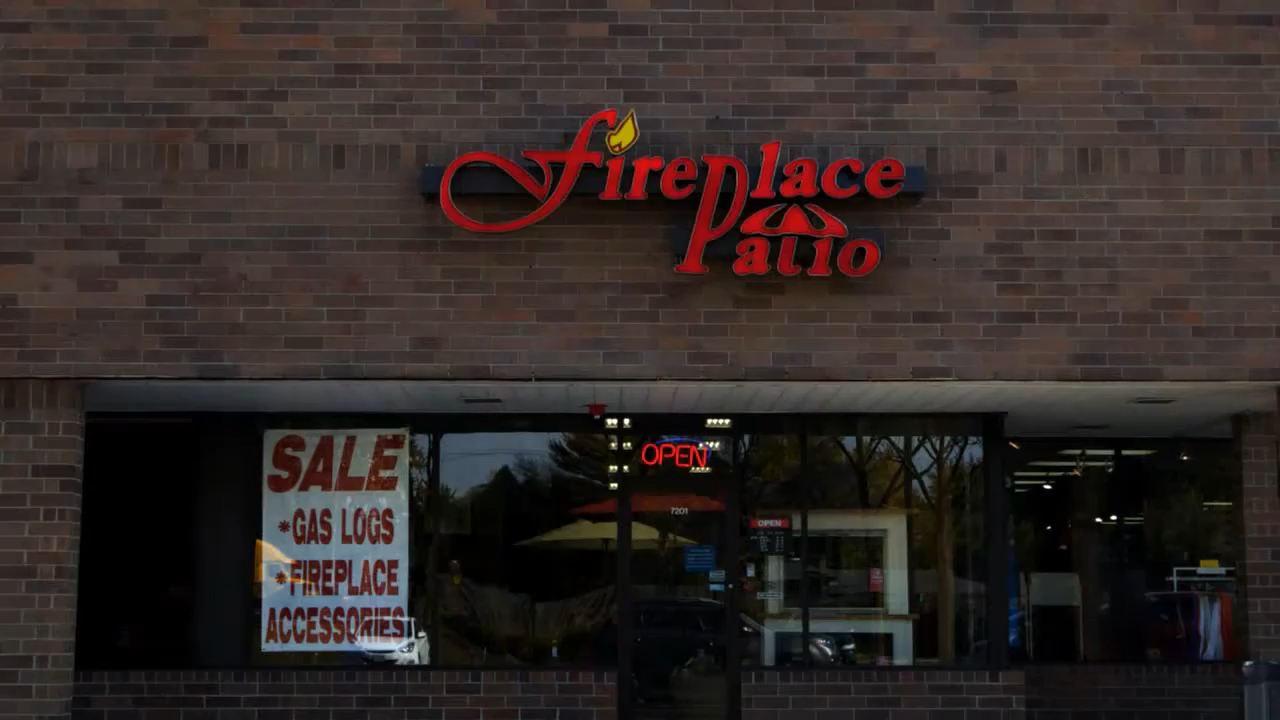 Fireplace
Patio
SALE
*GAS LOGS
*FIREPLACE
ACCESSORIES
OPEN
7201
OPEN